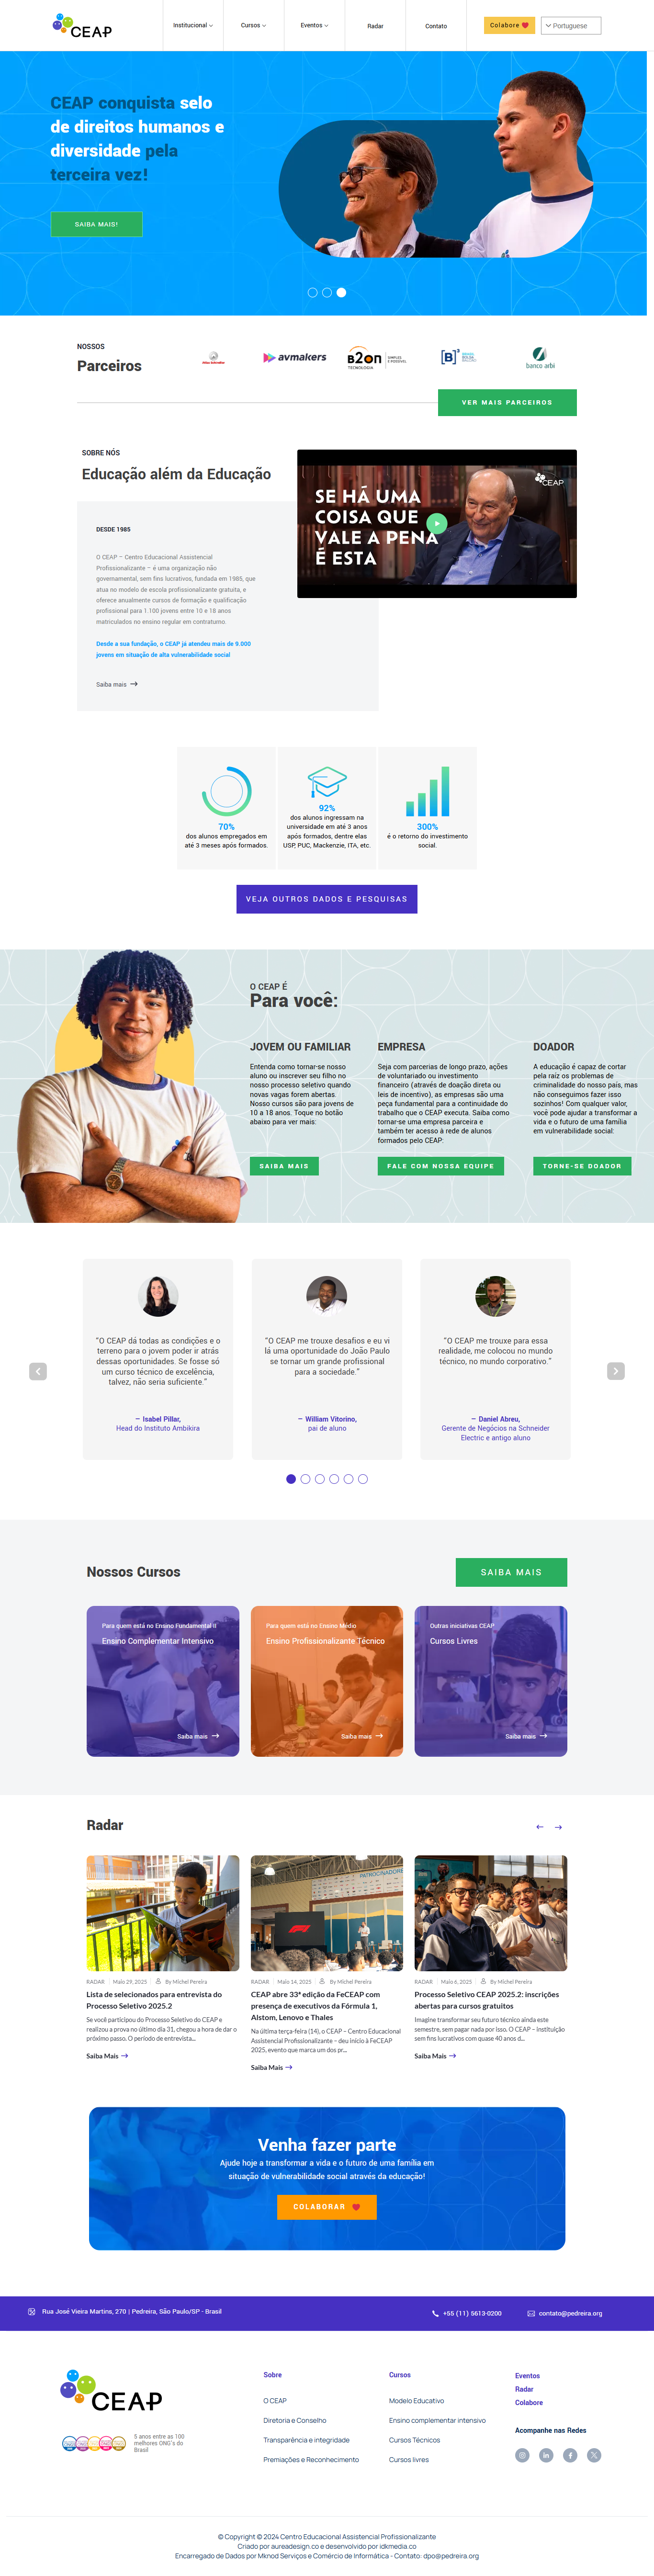 CEAP
Institucional
Cursos
Eventos
Radar
Contato
Colabore
Portuguese
CEAP conquista selo
de direitos humanos e
diversidade pela
terceira vez!
SAIBA MAIS!
NOSSOS
Parceiros
avmakers
B2on
TECNOLOGIA
[B]³
banco arbi
VER MAIS PARCEIROS
SOBRE NÓS
Educação além da Educação
DESDE 1985
O CEAP – Centro Educacional Assistencial
Profissionalizante – é uma organização não
governamental, sem fins lucrativos, fundada em 1985, que
atua no modelo de escola profissionalizante gratuita, e
oferece anualmente cursos de formação e qualificação
profissional para 1.100 jovens entre 10 e 18 anos
matriculados no ensino regular em contraturno.
Desde a sua fundação, o CEAP já atendeu mais de 9.000
jovens em situação de alta vulnerabilidade social
Saiba mais
CEAP
SE HÁ UMA
COISA QUE
VALE A PENA
É ESTA
70%
dos alunos empregados em
até 3 meses após formados.
92%
dos alunos ingressam na
universidade em até 3 anos
após formados, dentre elas
USP, PUC, Mackenzie, ITA, etc.
300%
é o retorno do investimento
social.
VEJA OUTROS DADOS E PESQUISAS
O CEAP É
Para você:
JOVEM OU FAMILIAR
Entenda como tornar-se nosso
aluno ou inscrever seu filho no
nosso processo seletivo quando
novas vagas forem abertas.
Nosso cursos são para jovens de
10 a 18 anos. Toque no botão
abaixo para ver mais:
SAIBA MAIS
EMPRESA
Seja com parcerias de longo prazo, ações
de voluntariado ou investimento
financeiro (através de doação direta ou
leis de incentivo), as empresas são uma
peça fundamental para a continuidade do
trabalho que o CEAP executa. Saiba como
tornar-se uma empresa parceira e
também ter acesso à rede de alunos
formados pelo CEAP:
FALE COM NOSSA EQUIPE
DOADOR
A educação é capaz de cortar
pela raiz os problemas de
criminalidade do nosso país, mas
não conseguimos fazer isso
sozinhos! Com qualquer valor,
você pode ajudar a transformar a
vida e o futuro de uma família
em vulnerabilidade social:
TORNE-SE DOADOR
“O CEAP dá todas as condições e o
terreno para o jovem poder ir atrás
dessas oportunidades. Se fosse só
um curso técnico de excelência,
talvez, não seria suficiente.”
— Isabel Pillar,
Head do Instituto Ambikira
“O CEAP me trouxe desafios e eu vi
lá uma oportunidade do João Paulo
se tornar um grande profissional
para a sociedade.”
— William Vitorino,
pai de aluno
“O CEAP me trouxe para essa
realidade, me colocou no mundo
técnico, no mundo corporativo.”
— Daniel Abreu,
Gerente de Negócios na Schneider
Electric e antigo aluno
Nossos Cursos
SAIBA MAIS
Para quem está no Ensino Fundamental II
Ensino Complementar Intensivo
Saiba mais
Para quem está no Ensino Médio
Ensino Profissionalizante Técnico
Saiba mais
Outras iniciativas CEAP
Cursos Livres
Saiba mais
Radar
RADAR Maio 29, 2025 By Michel Pereira
Lista de selecionados para entrevista do
Processo Seletivo 2025.2
Se você participou do Processo Seletivo do CEAP e
realizou a prova no último dia 31, chegou a hora de dar o
próximo passo. O período de entrevista...
Saiba Mais
PATROCINADORE
RADAR Maio 14, 2025 By Michel Pereira
CEAP abre 33ª edição da FeCEAP com
presença de executivos da Fórmula 1,
Alstom, Lenovo e Thales
Na última terça-feira (14), o CEAP – Centro Educacional
Assistencial Profissionalizante – deu início à FeCEAP
2025, evento que marca um dos pr...
Saiba Mais
RADAR Maio 6, 2025 By Michel Pereira
Processo Seletivo CEAP 2025.2: inscrições
abertas para cursos gratuitos
Imagine transformar seu futuro técnico ainda este
semestre, sem pagar nada por isso. O CEAP – instituição
sem fins lucrativos com quase 40 anos d...
Saiba Mais
Venha fazer parte
Ajude hoje a transformar a vida e o futuro de uma família em
situação de vulnerabilidade social através da educação!
COLABORAR
Rua José Vieira Martins, 270 | Pedreira, São Paulo/SP - Brasil
+55 (11) 5613-0200
contato@pedreira.org
CEAP
5 anos entre as 100
melhores ONG's do
Brasil
Sobre
O CEAP
Diretoria e Conselho
Transparência e integridade
Premiações e Reconhecimento
Cursos
Modelo Educativo
Ensino complementar intensivo
Cursos Técnicos
Cursos livres
Eventos
Radar
Colabore
Acompanhe nas Redes
© Copyright © 2024 Centro Educacional Assistencial Profissionalizante
Criado por aureadesign.co e desenvolvido por idkmedia.co
Encarregado de Dados por Mknod Serviços e Comércio de Informática - Contato: dpo@pedreira.org